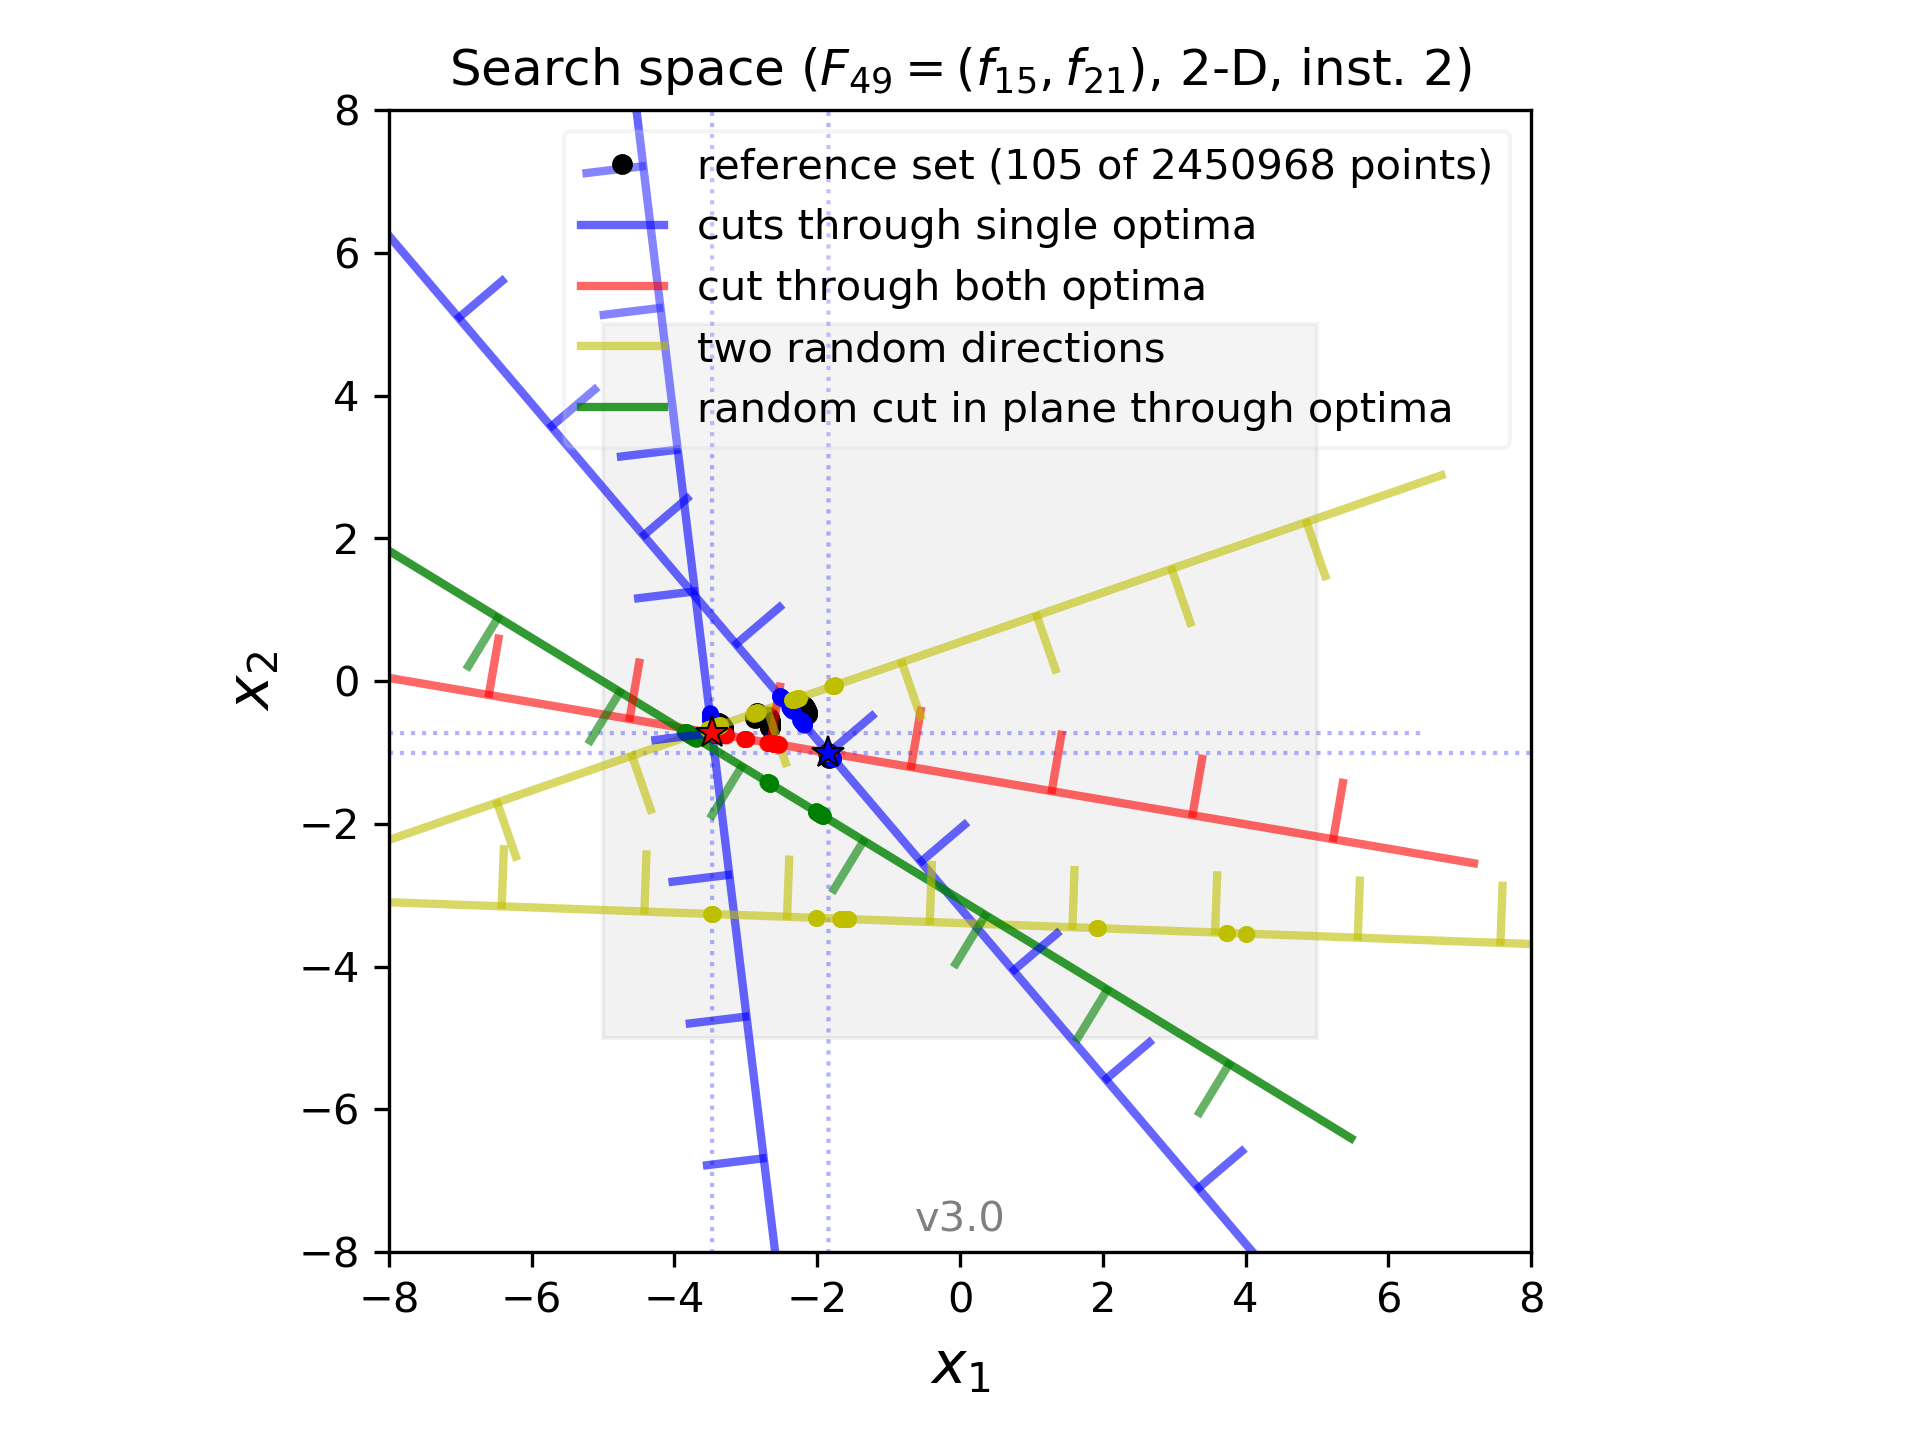 Search space (F₄₉ = (f₁₅, f₂₁), 2-D, inst. 2)
reference set (105 of 2450968 points)
cuts through single optima
cut through both optima
two random directions
random cut in plane through optima
8
6
4
2
0
−2
−4
−6
−8
x₂
v3.0
−8 −6 −4 −2 0 2 4 6 8
x₁